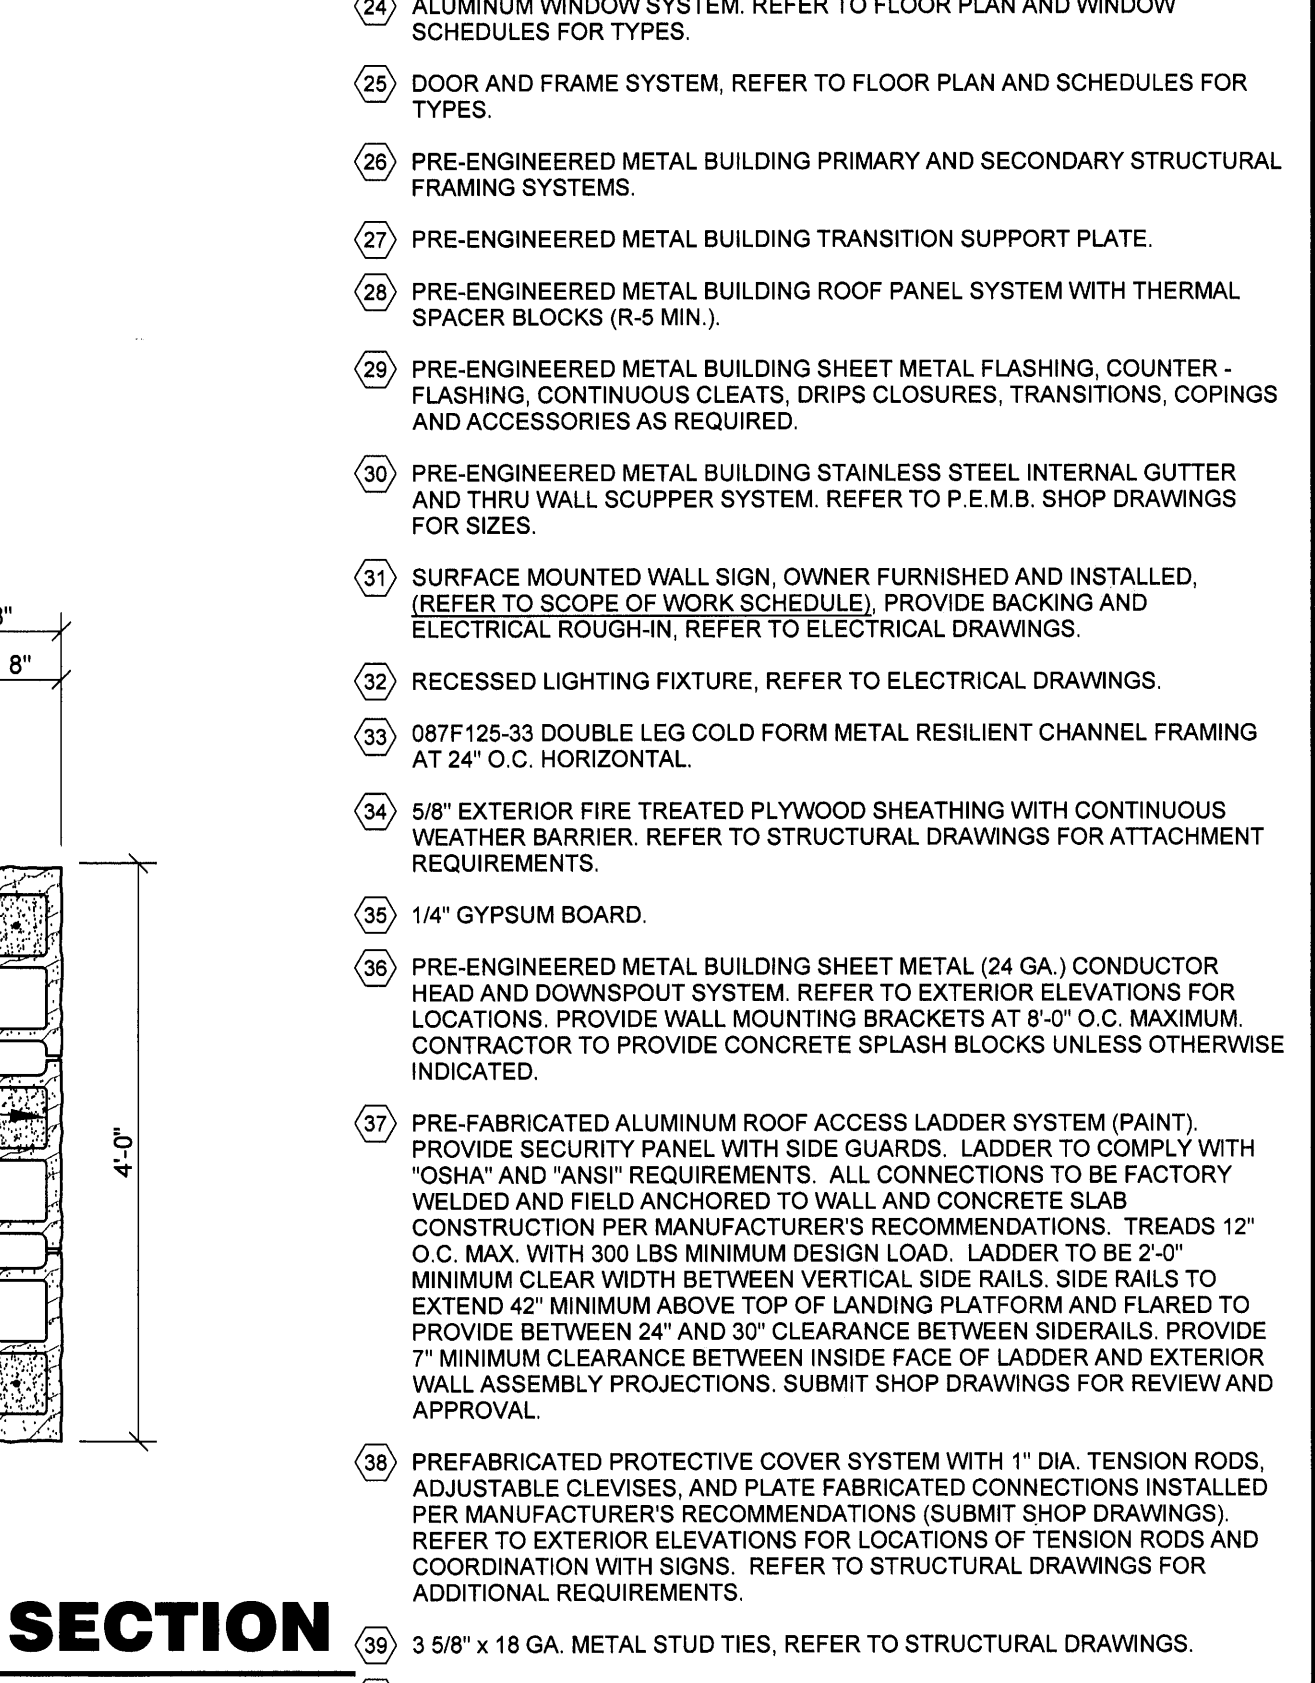 24 ALUMINUM WINDOW SYSTEM. REFER TO FLOOR PLAN AND WINDOW
SCHEDULES FOR TYPES.
25 DOOR AND FRAME SYSTEM, REFER TO FLOOR PLAN AND SCHEDULES FOR
TYPES.
26 PRE-ENGINEERED METAL BUILDING PRIMARY AND SECONDARY STRUCTURAL
FRAMING SYSTEMS.
27 PRE-ENGINEERED METAL BUILDING TRANSITION SUPPORT PLATE.
28 PRE-ENGINEERED METAL BUILDING ROOF PANEL SYSTEM WITH THERMAL
SPACER BLOCKS (R-5 MIN.).
29 PRE-ENGINEERED METAL BUILDING SHEET METAL FLASHING, COUNTER -
FLASHING, CONTINUOUS CLEATS, DRIPS CLOSURES, TRANSITIONS, COPINGS
AND ACCESSORIES AS REQUIRED.
30 PRE-ENGINEERED METAL BUILDING STAINLESS STEEL INTERNAL GUTTER
AND THRU WALL SCUPPER SYSTEM. REFER TO P.E.M.B. SHOP DRAWINGS
FOR SIZES.
31 SURFACE MOUNTED WALL SIGN, OWNER FURNISHED AND INSTALLED,
(REFER TO SCOPE OF WORK SCHEDULE), PROVIDE BACKING AND
ELECTRICAL ROUGH-IN, REFER TO ELECTRICAL DRAWINGS.
32 RECESSED LIGHTING FIXTURE, REFER TO ELECTRICAL DRAWINGS.
33 087F125-33 DOUBLE LEG COLD FORM METAL RESILIENT CHANNEL FRAMING
AT 24" O.C. HORIZONTAL.
34 5/8" EXTERIOR FIRE TREATED PLYWOOD SHEATHING WITH CONTINUOUS
WEATHER BARRIER. REFER TO STRUCTURAL DRAWINGS FOR ATTACHMENT
REQUIREMENTS.
35 1/4" GYPSUM BOARD.
36 PRE-ENGINEERED METAL BUILDING SHEET METAL (24 GA.) CONDUCTOR
HEAD AND DOWNSPOUT SYSTEM. REFER TO EXTERIOR ELEVATIONS FOR
LOCATIONS. PROVIDE WALL MOUNTING BRACKETS AT 8'-0" O.C. MAXIMUM.
CONTRACTOR TO PROVIDE CONCRETE SPLASH BLOCKS UNLESS OTHERWISE
INDICATED.
37 PRE-FABRICATED ALUMINUM ROOF ACCESS LADDER SYSTEM (PAINT).
PROVIDE SECURITY PANEL WITH SIDE GUARDS. LADDER TO COMPLY WITH
"OSHA" AND "ANSI" REQUIREMENTS. ALL CONNECTIONS TO BE FACTORY
WELDED AND FIELD ANCHORED TO WALL AND CONCRETE SLAB
CONSTRUCTION PER MANUFACTURER'S RECOMMENDATIONS. TREADS 12"
O.C. MAX. WITH 300 LBS MINIMUM DESIGN LOAD. LADDER TO BE 2'-0"
MINIMUM CLEAR WIDTH BETWEEN VERTICAL SIDE RAILS. SIDE RAILS TO
EXTEND 42" MINIMUM ABOVE TOP OF LANDING PLATFORM AND FLARED TO
PROVIDE BETWEEN 24" AND 30" CLEARANCE BETWEEN SIDERAILS. PROVIDE
7" MINIMUM CLEARANCE BETWEEN INSIDE FACE OF LADDER AND EXTERIOR
WALL ASSEMBLY PROJECTIONS. SUBMIT SHOP DRAWINGS FOR REVIEW AND
APPROVAL.
38 PREFABRICATED PROTECTIVE COVER SYSTEM WITH 1" DIA. TENSION RODS,
ADJUSTABLE CLEVISES, AND PLATE FABRICATED CONNECTIONS INSTALLED
PER MANUFACTURER'S RECOMMENDATIONS (SUBMIT SHOP DRAWINGS).
REFER TO EXTERIOR ELEVATIONS FOR LOCATIONS OF TENSION RODS AND
COORDINATION WITH SIGNS. REFER TO STRUCTURAL DRAWINGS FOR
ADDITIONAL REQUIREMENTS.
39 3 5/8" x 18 GA. METAL STUD TIES, REFER TO STRUCTURAL DRAWINGS.
8"
4'-0"
SECTION